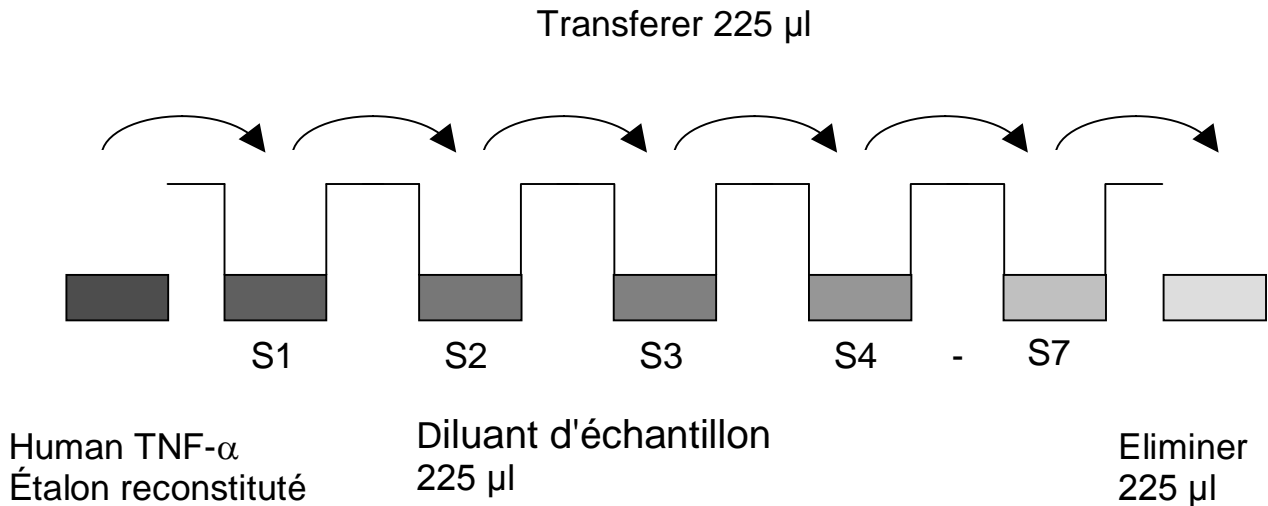 Transferer 225 µl
S1 S2 S3 S4 - S7
Human TNF-α
Étalon reconstitué
Diluant d'échantillon
225 µl
Eliminer
225 µl